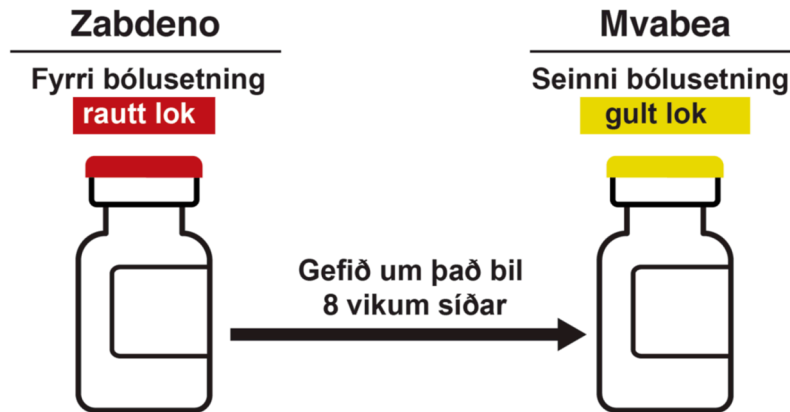 Zabdeno
Fyrri bólusetning
rautt lok
Mvabea
Seinni bólusetning
gult lok
Gefið um það bil
8 vikum síðar